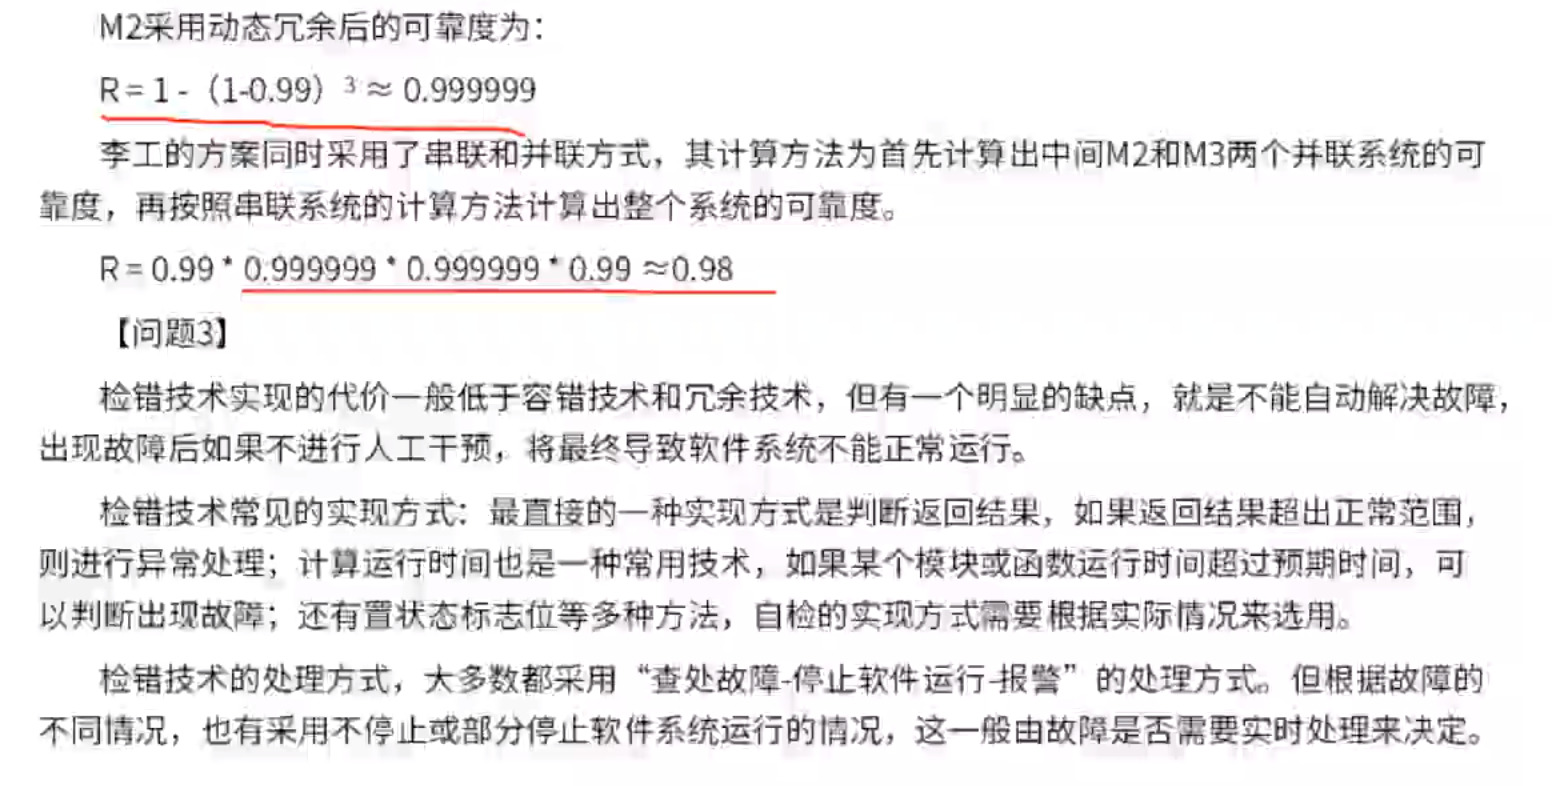 M2采用动态冗余后的可靠度为：
R = 1 -（1-0.99）³ ≈ 0.999999
李工的方案同时采用了串联和并联方式，其计算方法为首先计算出中间M2和M3两个并联系统的可
靠度，再按照串联系统的计算方法计算出整个系统的可靠度。
R = 0.99 * 0.999999 * 0.999999 * 0.99 ≈0.98
【问题3】
检错技术实现的代价一般低于容错技术和冗余技术，但有一个明显的缺点，就是不能自动解决故障，
出现故障后如果不进行人工干预，将最终导致软件系统不能正常运行。
检错技术常见的实现方式：最直接的一种实现方式是判断返回结果，如果返回结果超出正常范围，
则进行异常处理；计算运行时间也是一种常用技术，如果某个模块或函数运行时间超过预期时间，可
以判断出现故障；还有置状态标志位等多种方法，自检的实现方式需要根据实际情况来选用。
检错技术的处理方式，大多数都采用“查处故障-停止软件运行-报警”的处理方式。但根据故障的
不同情况，也有采用不停止或部分停止软件系统运行的情况，这一般由故障是否需要实时处理来决定。